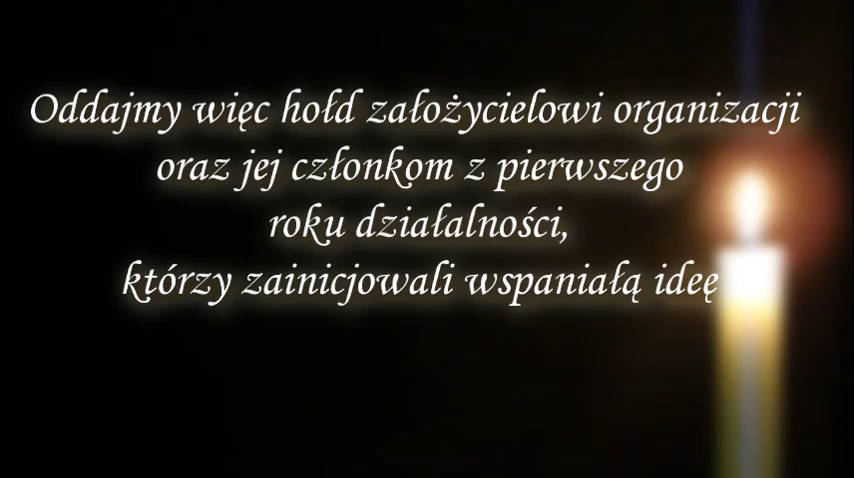 Oddajmy więc hołd założycielowi organizacji
oraz jej członkom z pierwszego
roku działalności,
którzy zainicjowali wspaniałą ideę